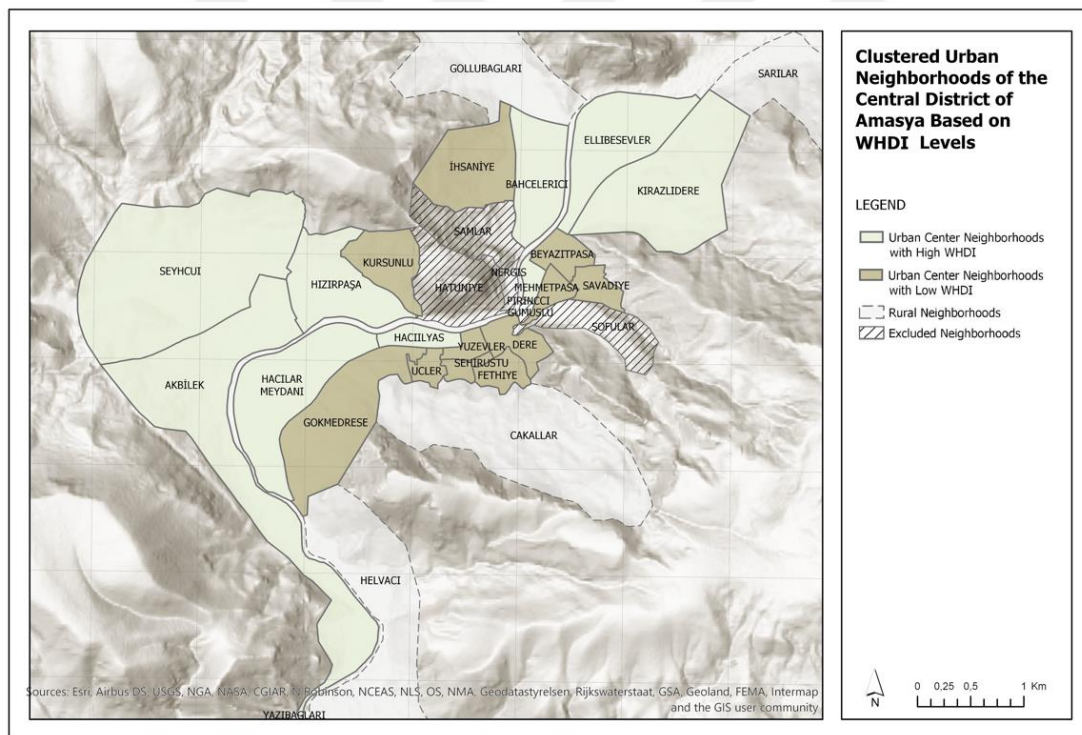 GOLLUBAGLARI
SARILAR
ELLIBESEVLER
İHSANİYE
BAHCELERICI
KIRAZLIDERE
SAMLAR
BEYAZITPASA
KURSUNLU
SEYHCUI
NERGIS
HIZIRPAŞA
HATUNIYE
MEHMETPASA
SAVADIYE
PIRINCCI
GUMUSLU
SOFULAR
HACIILYAS
YUZEVLER
DERE
SEHIRUSTU
UCLER
FETHIYE
AKBİLEK
HACILAR
MEYDANI
GOKMEDRESE
CAKALLAR
HELVACI
YAZIBAGLARI
Sources: Esri, Airbus DS, USGS, NGA, NASA, CGIAR, N Robinson, NCEAS, NLS, OS, NMA, Geodatastyrelsen, Rijkswaterstaat, GSA, Geoland, FEMA, Intermap
and the GIS user community
Clustered Urban
Neighborhoods of the
Central District of
Amasya Based on
WHDI Levels
LEGEND
Urban Center Neighborhoods
with High WHDI
Urban Center Neighborhoods
with Low WHDI
Rural Neighborhoods
Excluded Neighborhoods
N
0 0,25 0,5 1 Km